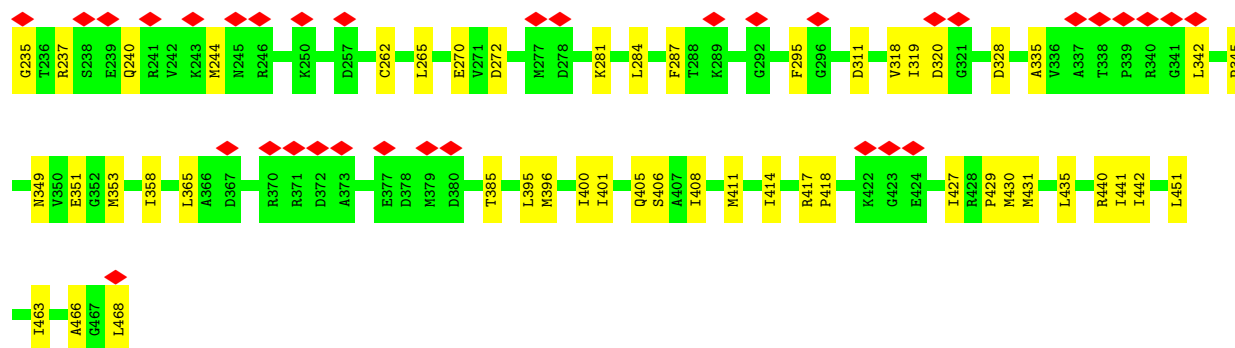 G235 T236 R237 S238 E239 Q240 R241 V242 K243 M244 N245 R246 K250 D257 C262 L265 E270 V271 D272 M277 D278 K281 L284 F287 T288 K289 G292 F295 G296 D311 V318 I319 D320 G321 D328 A335 V336 A337 T338 P339 R340 G341 L342
N349 V350 E351 G352 M353 I358 L365 A366 D367 R370 R371 D372 A373 E377 D378 M379 D380 T385 L395 M396 I400 I401 Q405 S406 A407 I408 M411 I414 R417 P418 K422 G423 E424 I427 R428 P429 M430 M431 L435 R440 I441 I442 L451
I463 A466 G467 L468